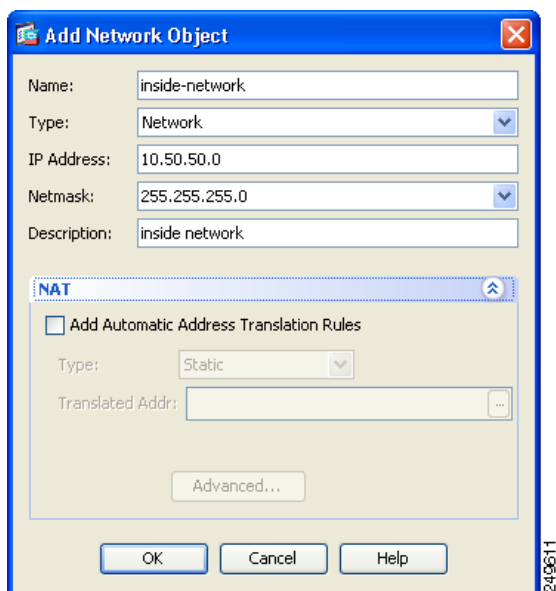 Add Network Object
Name: inside-network
Type: Network
IP Address: 10.50.50.0
Netmask: 255.255.255.0
Description: inside network
NAT
Add Automatic Address Translation Rules
Type: Static
Translated Addr: ...
Advanced...
OK Cancel Help
249611